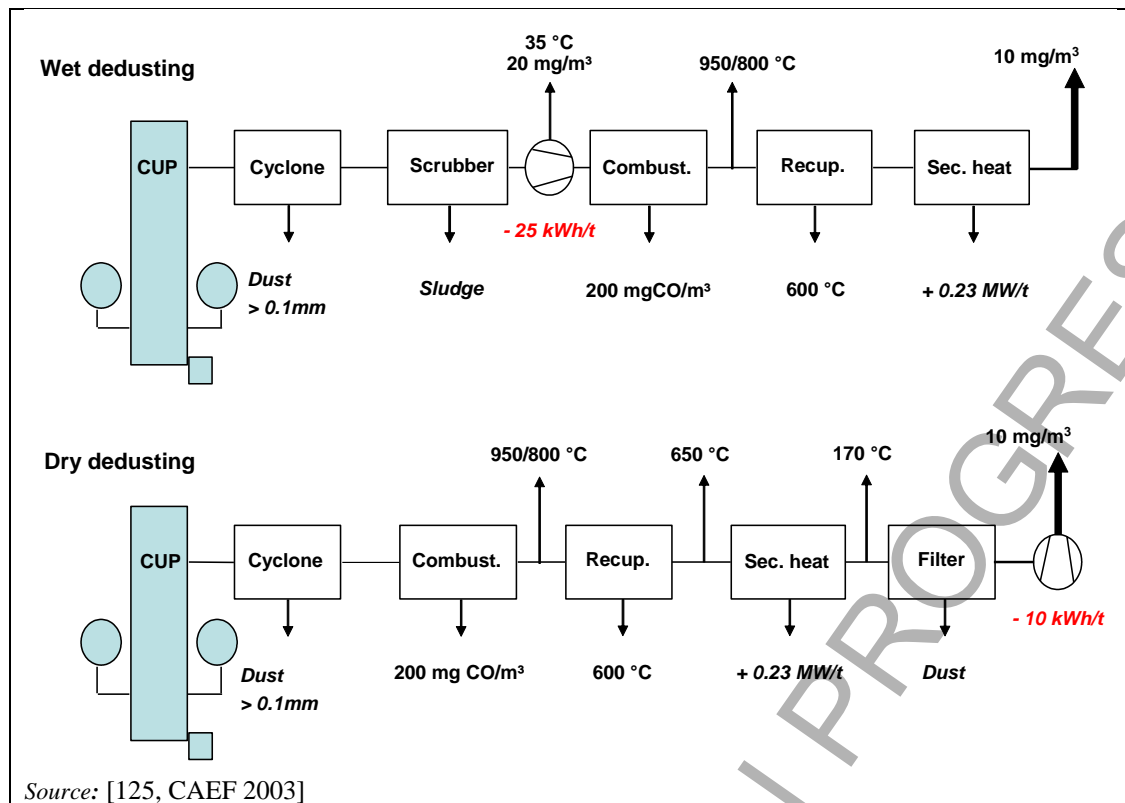 Wet dedusting
35 °C
20 mg/m³
950/800 °C
10 mg/m³
CUP
Cyclone
Scrubber
Combust.
Recup.
Sec. heat
- 25 kWh/t
Dust
> 0.1mm
Sludge
200 mgCO/m³
600 °C
+ 0.23 MW/t
Dry dedusting
950/800 °C
650 °C
170 °C
10 mg/m³
CUP
Cyclone
Combust.
Recup.
Sec. heat
Filter
- 10 kWh/t
Dust
> 0.1mm
200 mg CO/m³
600 °C
+ 0.23 MW/t
Dust
Source: [125, CAEF 2003]
PROGRES